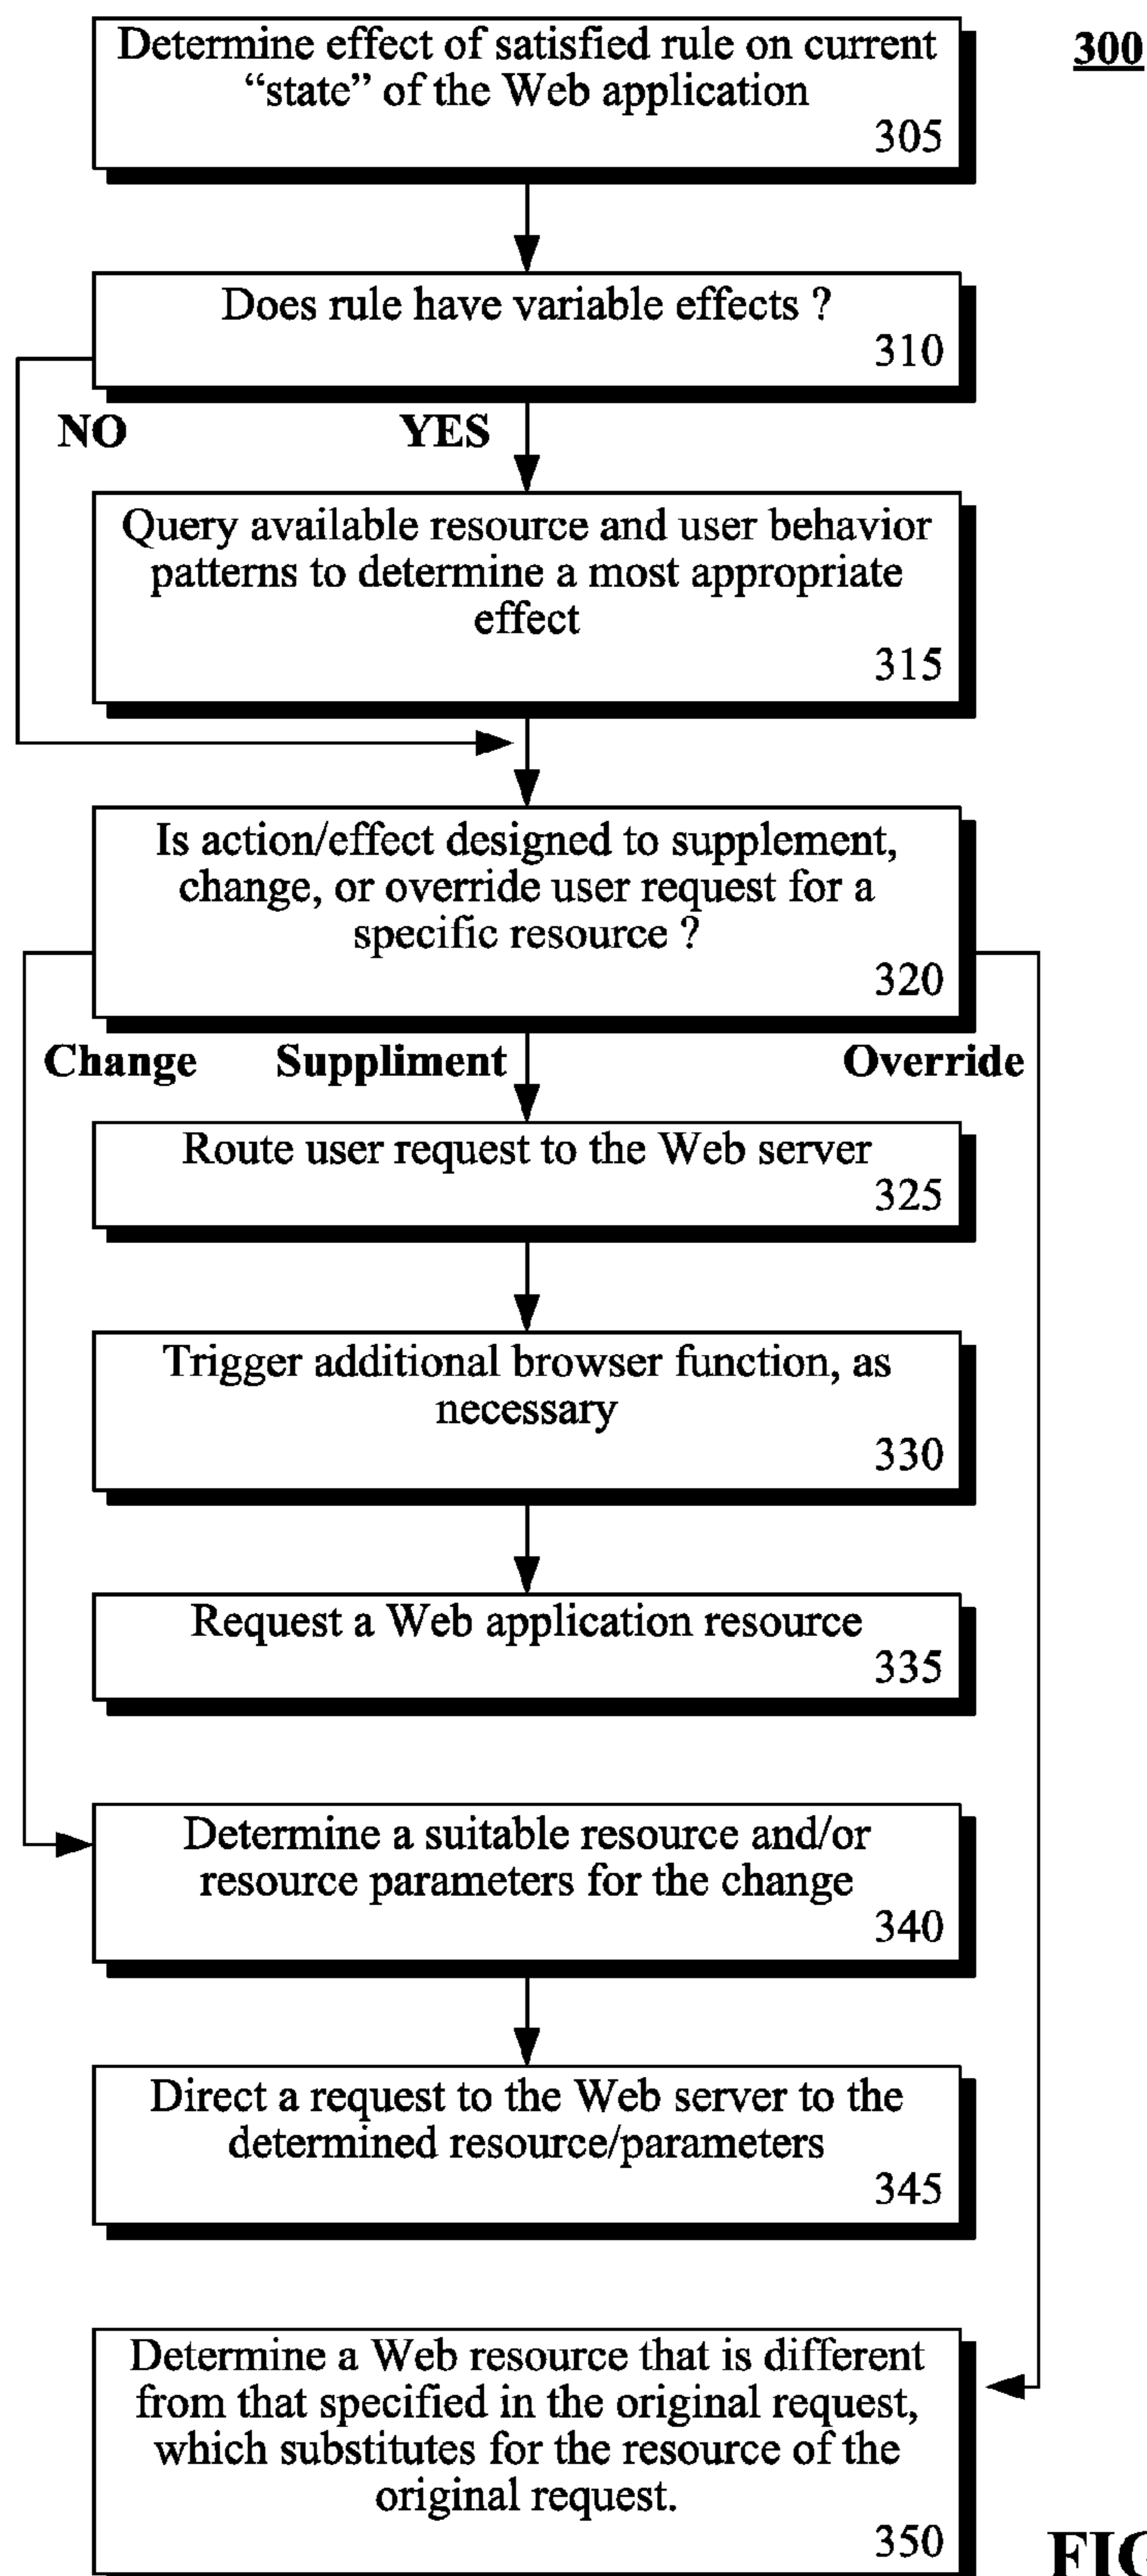 300
Determine effect of satisfied rule on current
“state” of the Web application
305
Does rule have variable effects ?
310
NO
YES
Query available resource and user behavior
patterns to determine a most appropriate
effect
315
Is action/effect designed to supplement,
change, or override user request for a
specific resource ?
320
Change
Suppliment
Override
Route user request to the Web server
325
Trigger additional browser function, as
necessary
330
Request a Web application resource
335
Determine a suitable resource and/or
resource parameters for the change
340
Direct a request to the Web server to the
determined resource/parameters
345
Determine a Web resource that is different
from that specified in the original request,
which substitutes for the resource of the
original request.
350
FIG